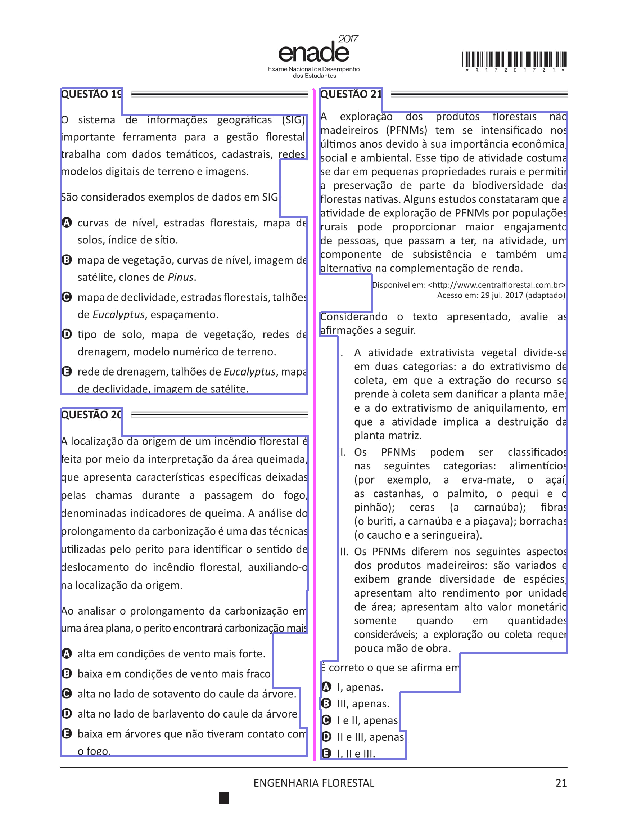 enade 2017
Exame Nacional de Desempenho
dos Estudantes
QUESTÃO 19
O sistema de informações geográficas (SIG),
importante ferramenta para a gestão florestal,
trabalha com dados temáticos, cadastrais, redes,
modelos digitais de terreno e imagens.
São considerados exemplos de dados em SIG
A curvas de nível, estradas florestais, mapa de
solos, índice de sítio.
B mapa de vegetação, curvas de nível, imagem de
satélite, clones de Pinus.
C mapa de declividade, estradas florestais, talhões
de Eucalyptus, espaçamento.
D tipo de solo, mapa de vegetação, redes de
drenagem, modelo numérico de terreno.
E rede de drenagem, talhões de Eucalyptus, mapa
de declividade, imagem de satélite.
QUESTÃO 20
A localização da origem de um incêndio florestal é
feita por meio da interpretação da área queimada,
que apresenta características específicas deixadas
pelas chamas durante a passagem do fogo,
denominadas indicadores de queima. A análise do
prolongamento da carbonização é uma das técnicas
utilizadas pelo perito para identificar o sentido de
deslocamento do incêndio florestal, auxiliando-o
na localização da origem.
Ao analisar o prolongamento da carbonização em
uma área plana, o perito encontrará carbonização mais
A alta em condições de vento mais forte.
B baixa em condições de vento mais fraco.
C alta no lado de sotavento do caule da árvore.
D alta no lado de barlavento do caule da árvore.
E baixa em árvores que não tiveram contato com
o fogo.
QUESTÃO 21
A exploração dos produtos florestais não
madeireiros (PFNMs) tem se intensificado nos
últimos anos devido à sua importância econômica,
social e ambiental. Esse tipo de atividade costuma
se dar em pequenas propriedades rurais e permitir
a preservação de parte da biodiversidade das
florestas nativas. Alguns estudos constataram que a
atividade de exploração de PFNMs por populações
rurais pode proporcionar maior engajamento
de pessoas, que passam a ter, na atividade, um
componente de subsistência e também uma
alternativa na complementação de renda.
Disponível em: <http://www.centralflorestal.com.br>.
Acesso em: 29 jul. 2017 (adaptado).
Considerando o texto apresentado, avalie as
afirmações a seguir.
I. A atividade extrativista vegetal divide-se
em duas categorias: a do extrativismo de
coleta, em que a extração do recurso se
prende à coleta sem danificar a planta mãe;
e a do extrativismo de aniquilamento, em
que a atividade implica a destruição da
planta matriz.
II. Os PFNMs podem ser classificados
nas seguintes categorias: alimentícios
(por exemplo, a erva-mate, o açaí,
as castanhas, o palmito, o pequi e o
pinhão); ceras (a carnaúba); fibras
(o buriti, a carnaúba e a piaçava); borrachas
(o caucho e a seringueira).
III. Os PFNMs diferem nos seguintes aspectos
dos produtos madeireiros: são variados e
exibem grande diversidade de espécies;
apresentam alto rendimento por unidade
de área; apresentam alto valor monetário
somente quando em quantidades
consideráveis; a exploração ou coleta requer
pouca mão de obra.
É correto o que se afirma em
A I, apenas.
B III, apenas.
C I e II, apenas.
D II e III, apenas.
E I, II e III.
ENGENHARIA FLORESTAL
21